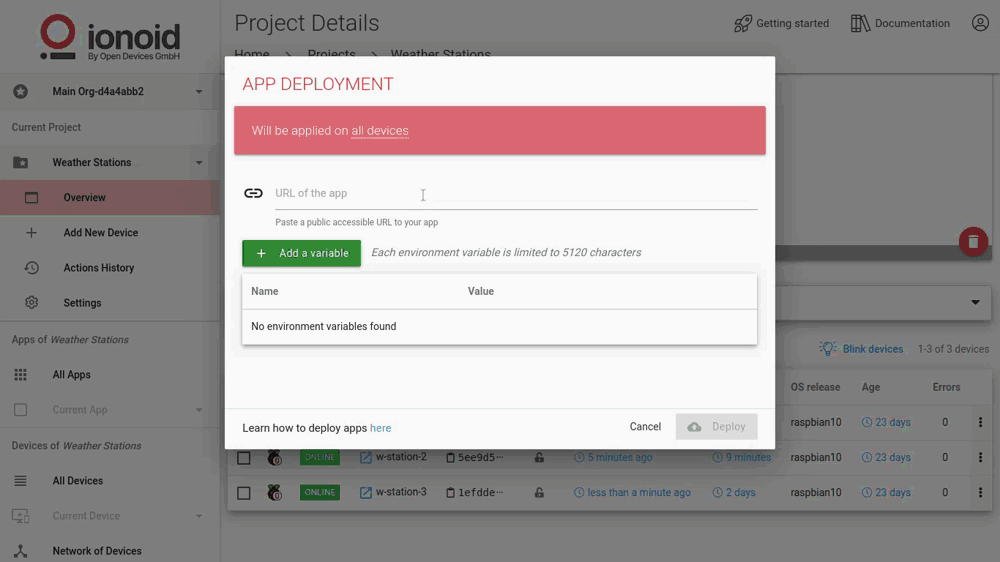 ionoid
By Open Devices GmbH
Project Details
Getting started
Documentation
Home > Projects > Weather Stations
Main Org-d4a4abb2
Current Project
Weather Stations
Overview
Add New Device
Actions History
Settings
Apps of Weather Stations
All Apps
Current App
Devices of Weather Stations
All Devices
Current Device
Network of Devices
APP DEPLOYMENT
Will be applied on all devices
URL of the app
Paste a public accessible URL to your app
+ Add a variable
Each environment variable is limited to 5120 characters
Name Value
No environment variables found
Learn how to deploy apps here
Cancel
Deploy
Blink devices
1-3 of 3 devices
OS release Age Errors
raspbian10 23 days 0
ONLINE w-station-2 5ee9d5··· 5 minutes ago 9 minutes raspbian10 23 days 0
ONLINE w-station-3 1efdde··· less than a minute ago 2 days raspbian10 23 days 0